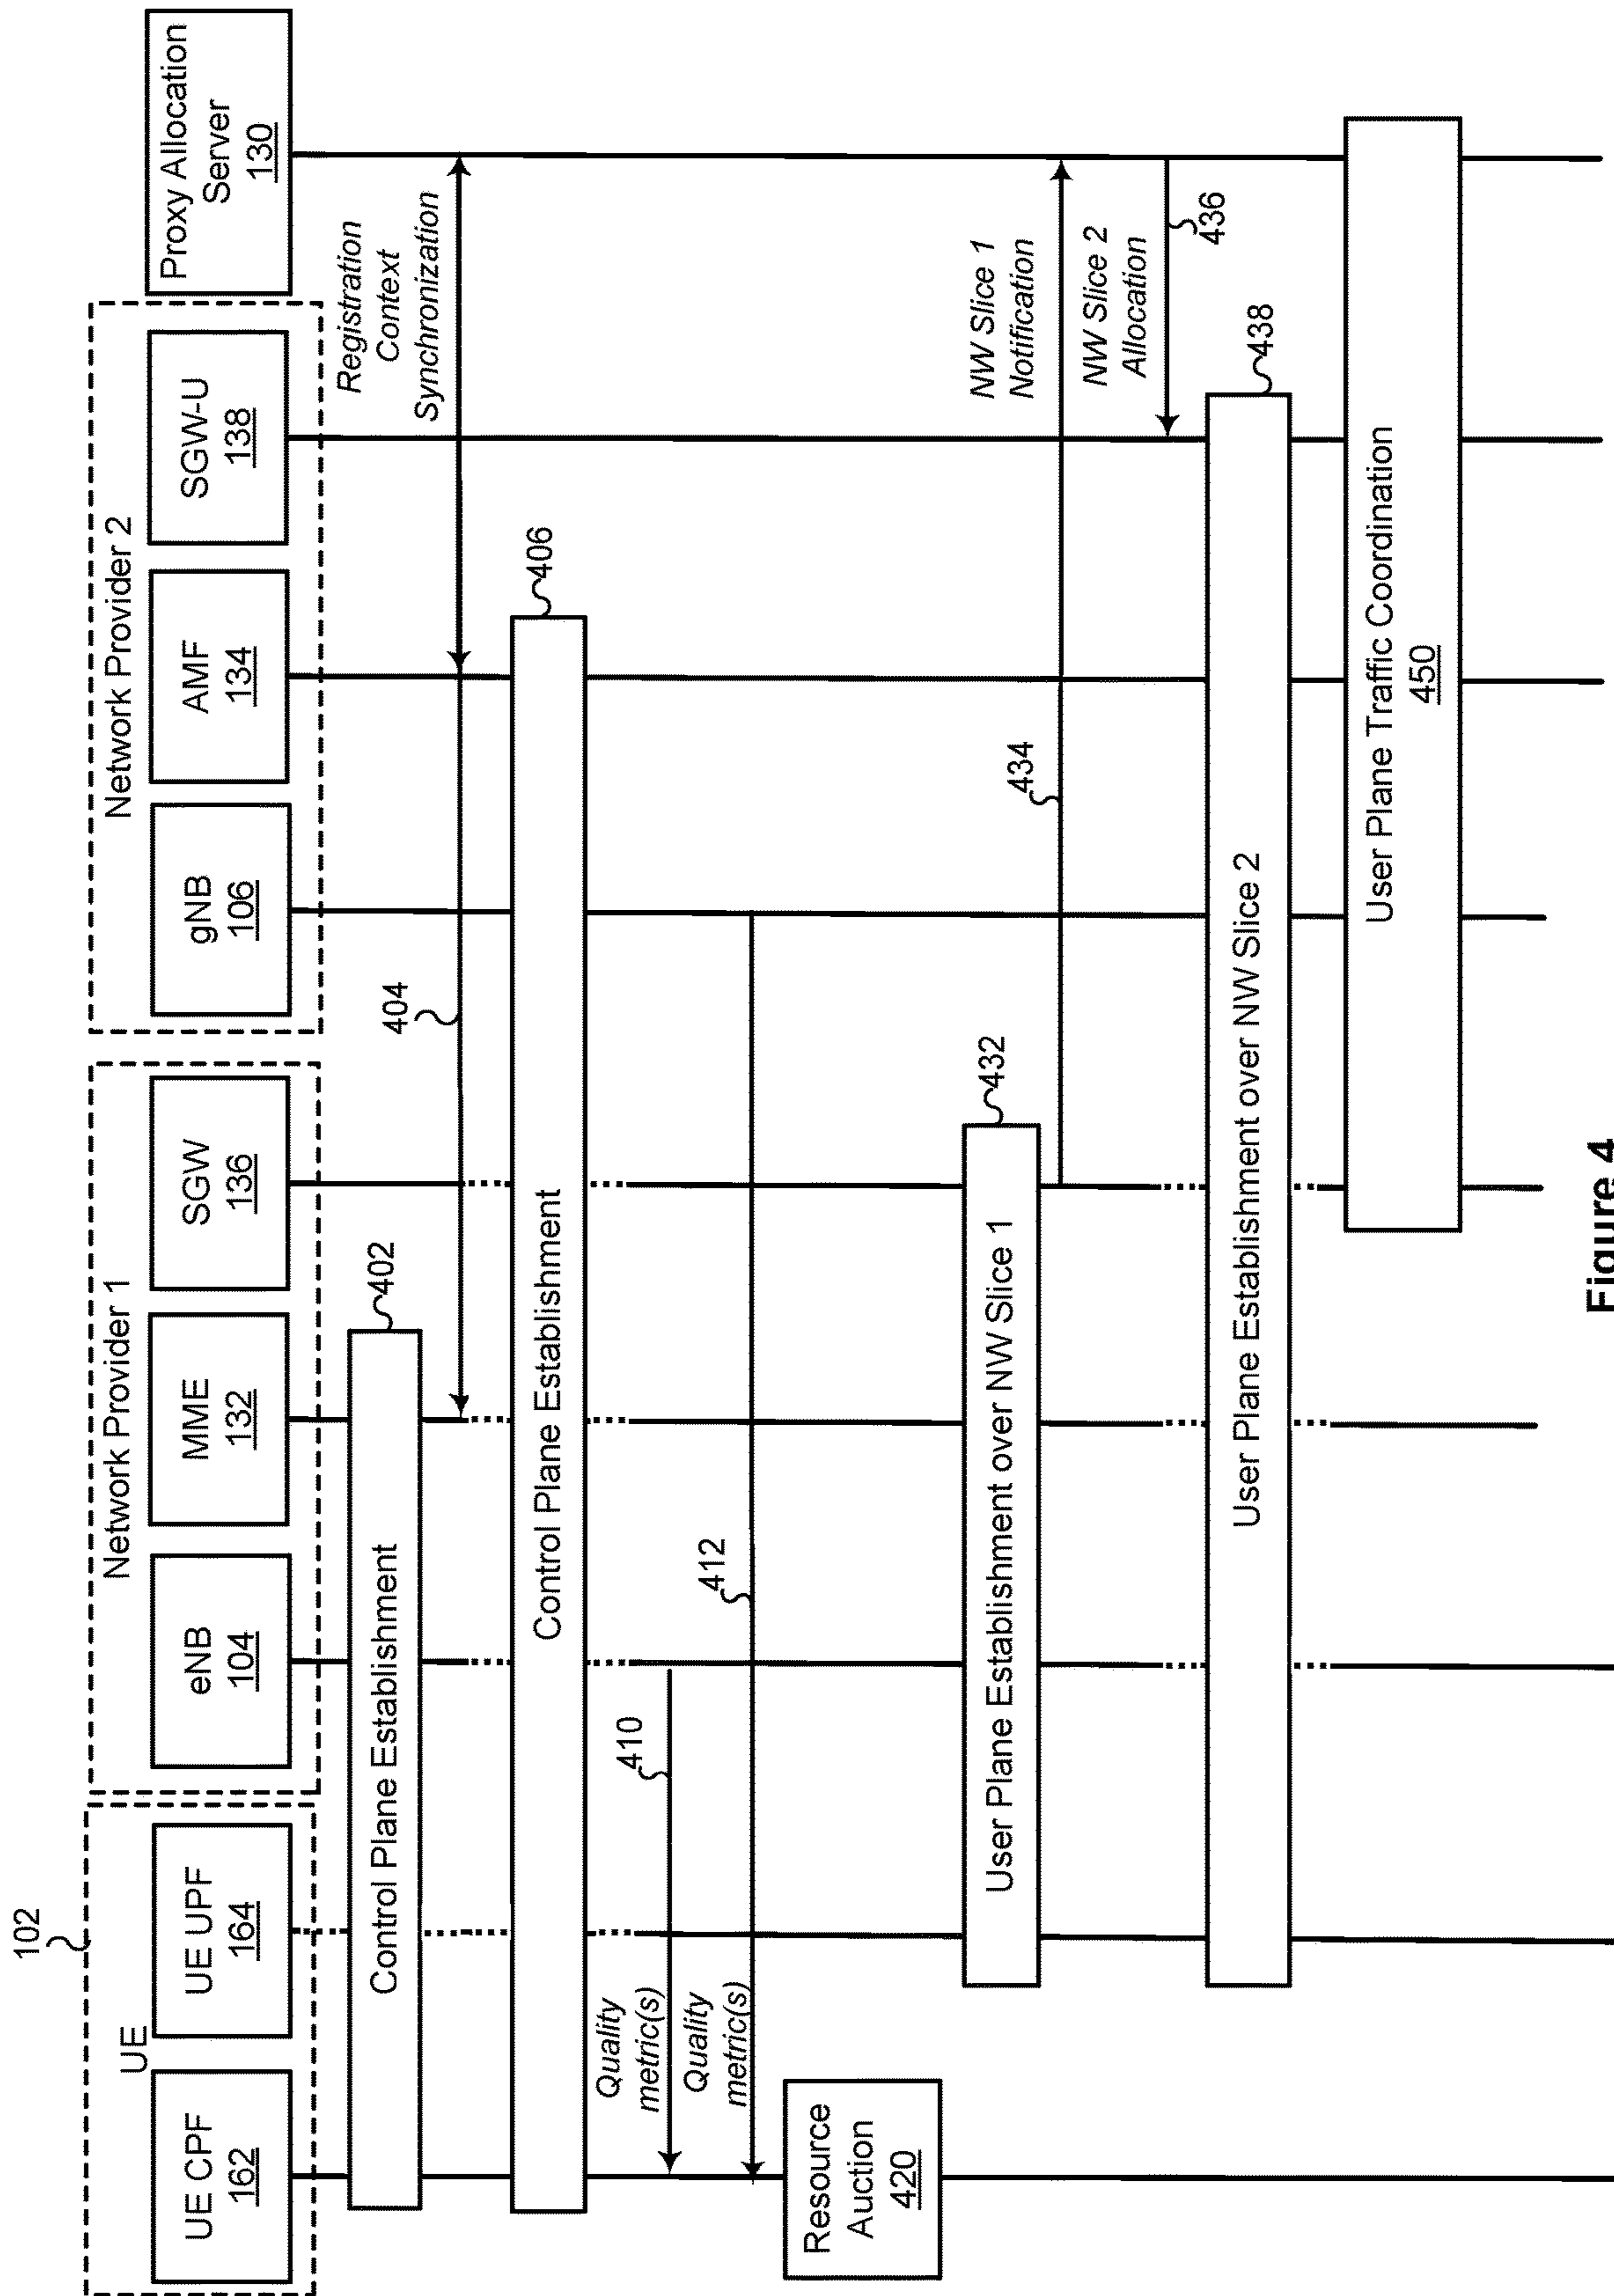 102
UE
Network Provider 1
Network Provider 2
UE CPF
162
UE UPF
164
eNB
104
MME
132
SGW
136
gNB
106
AMF
134
SGW-U
138
Proxy Allocation
Server
130
Control Plane Establishment
402
Registration
Context
Synchronization
404
Control Plane Establishment
406
Quality
metric(s)
410
Quality
metric(s)
412
Resource
Auction
420
User Plane Establishment over NW Slice 1
432
NW Slice 1
Notification
434
NW Slice 2
Allocation
436
User Plane Establishment over NW Slice 2
438
User Plane Traffic Coordination
450
Figure 4